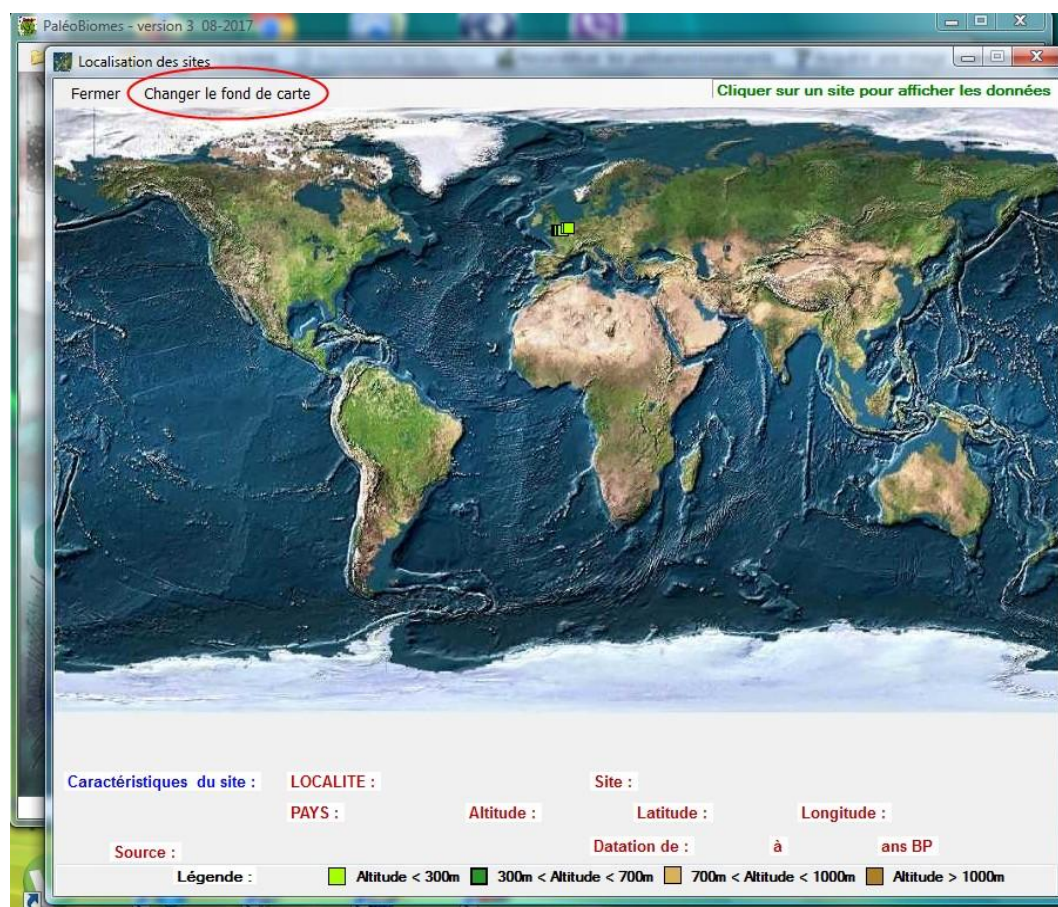 PaléoBiomes - version 3 08-2017
Localisation des sites
Fermer Changer le fond de carte Cliquer sur un site pour afficher les données
Caractéristiques du site : LOCALITE : Site :
PAYS : Altitude : Latitude : Longitude :
Source : Datation de : à ans BP
Légende : Altitude < 300m 300m < Altitude < 700m 700m < Altitude < 1000m Altitude > 1000m